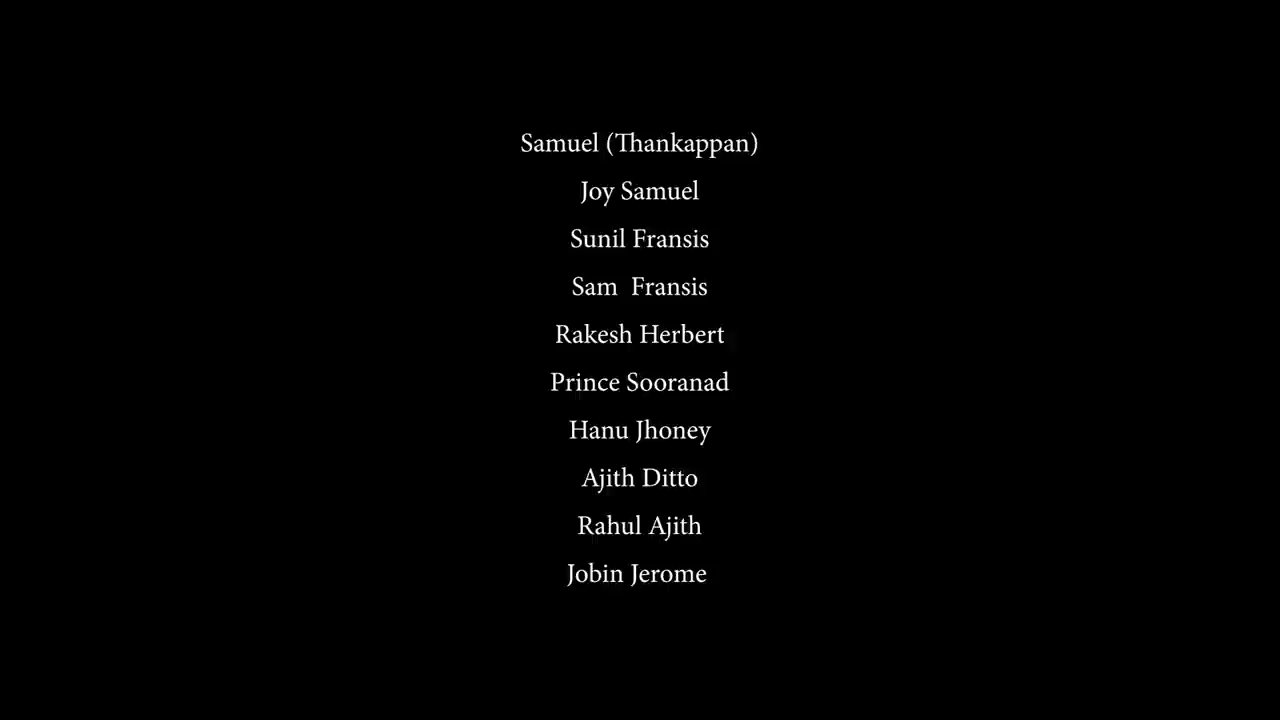 Samuel (Thankappan)
Joy Samuel
Sunil Fransis
Sam  Fransis
Rakesh Herbert
Prince Sooranad
Hanu Jhoney
Ajith Ditto
Rahul Ajith
Jobin Jerome